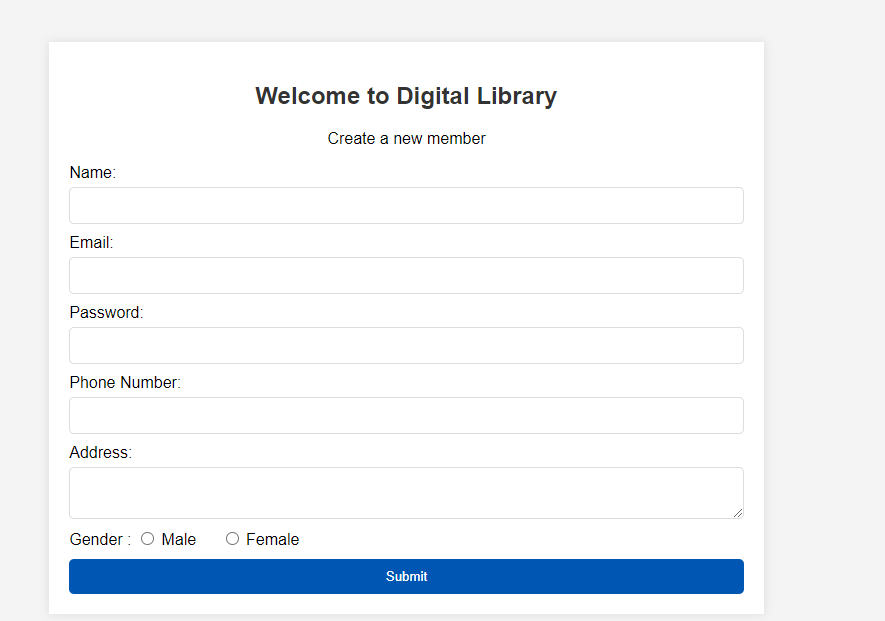 Welcome to Digital Library
Create a new member
Name:
Email:
Password:
Phone Number:
Address:
Gender : Male Female
Submit